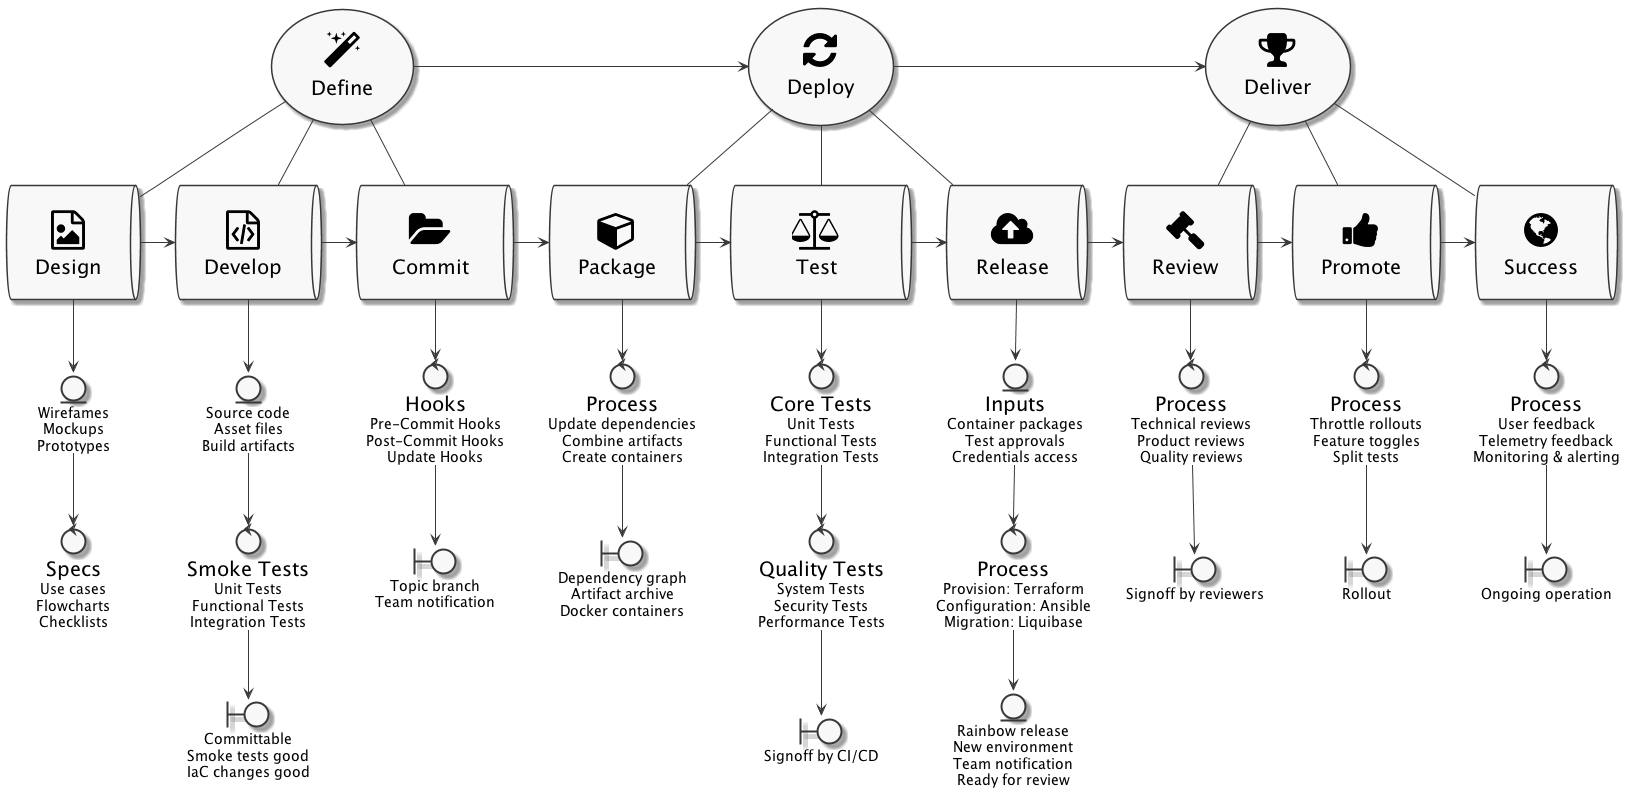 Define
Deploy
Deliver
Design
Develop
Commit
Package
Test
Release
Review
Promote
Success
Wirefames
Mockups
Prototypes
Specs
Use cases
Flowcharts
Checklists
Source code
Asset files
Build artifacts
Smoke Tests
Unit Tests
Functional Tests
Integration Tests
Committable
Smoke tests good
IaC changes good
Hooks
Pre-Commit Hooks
Post-Commit Hooks
Update Hooks
Topic branch
Team notification
Process
Update dependencies
Combine artifacts
Create containers
Dependency graph
Artifact archive
Docker containers
Core Tests
Unit Tests
Functional Tests
Integration Tests
Quality Tests
System Tests
Security Tests
Performance Tests
Signoff by CI/CD
Inputs
Container packages
Test approvals
Credentials access
Process
Provision: Terraform
Configuration: Ansible
Migration: Liquibase
Rainbow release
New environment
Team notification
Ready for review
Process
Technical reviews
Product reviews
Quality reviews
Signoff by reviewers
Process
Throttle rollouts
Feature toggles
Split tests
Rollout
Process
User feedback
Telemetry feedback
Monitoring & alerting
Ongoing operation